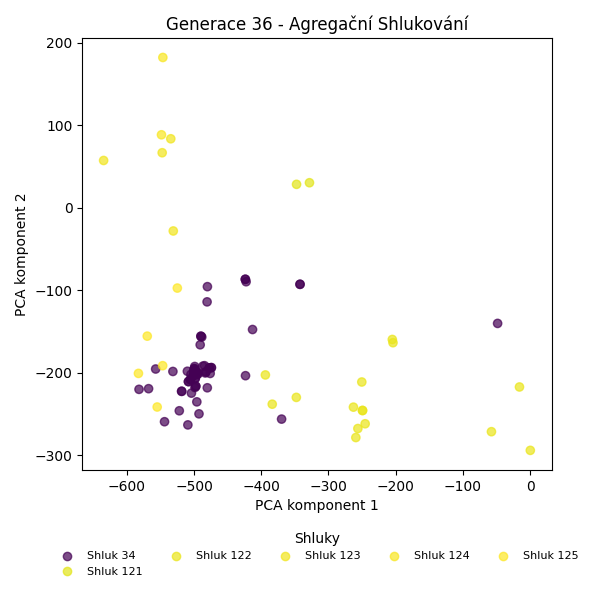 Generace 36 - Agregační Shlukování
200
100
0
−100
−200
−300
PCA komponent 2
−600 −500 −400 −300 −200 −100 0
PCA komponent 1
Shluky
Shluk 34 Shluk 122 Shluk 123 Shluk 124 Shluk 125
Shluk 121